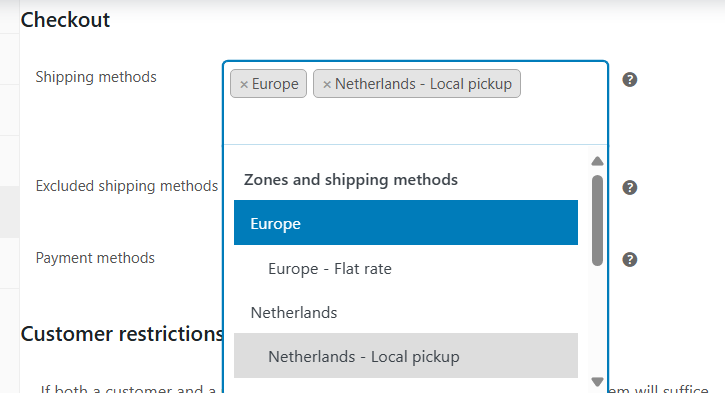 Checkout
Shipping methods
× Europe
× Netherlands - Local pickup
?
Zones and shipping methods
Excluded shipping methods
?
Europe
Payment methods
?
Europe - Flat rate
Netherlands
Customer restrictions
Netherlands - Local pickup
If both a customer and a
em will suffice